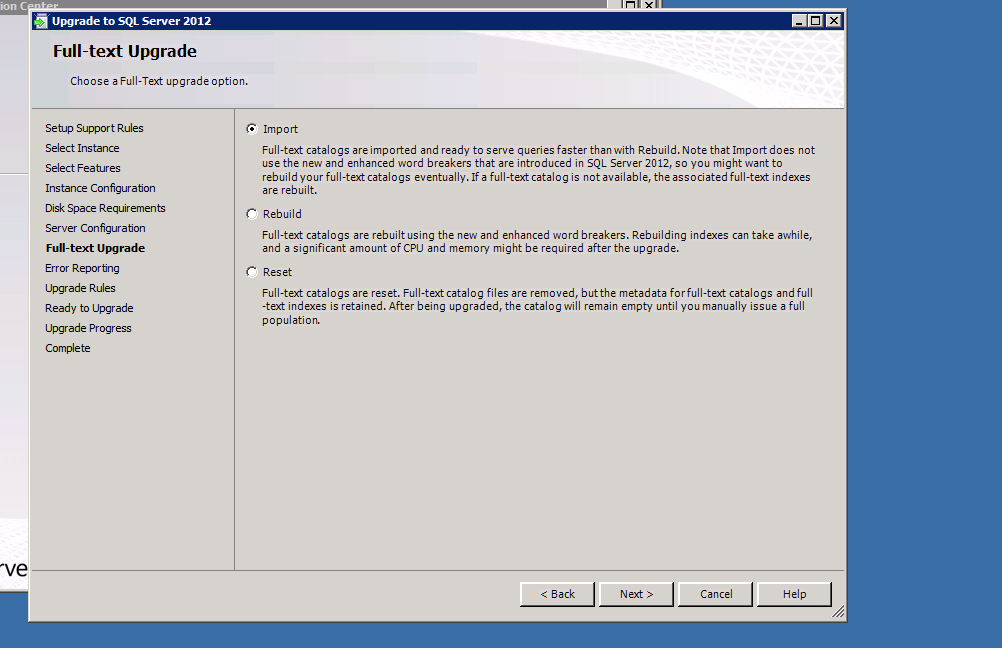 ion Center
Upgrade to SQL Server 2012
Full-text Upgrade
Choose a Full-Text upgrade option.
Setup Support Rules
Select Instance
Select Features
Instance Configuration
Disk Space Requirements
Server Configuration
Full-text Upgrade
Error Reporting
Upgrade Rules
Ready to Upgrade
Upgrade Progress
Complete
Import
Full-text catalogs are imported and ready to serve queries faster than with Rebuild. Note that Import does not
use the new and enhanced word breakers that are introduced in SQL Server 2012, so you might want to
rebuild your full-text catalogs eventually. If a full-text catalog is not available, the associated full-text indexes
are rebuilt.
Rebuild
Full-text catalogs are rebuilt using the new and enhanced word breakers. Rebuilding indexes can take awhile,
and a significant amount of CPU and memory might be required after the upgrade.
Reset
Full-text catalogs are reset. Full-text catalog files are removed, but the metadata for full-text catalogs and full
-text indexes is retained. After being upgraded, the catalog will remain empty until you manually issue a full
population.
rve
< Back
Next >
Cancel
Help